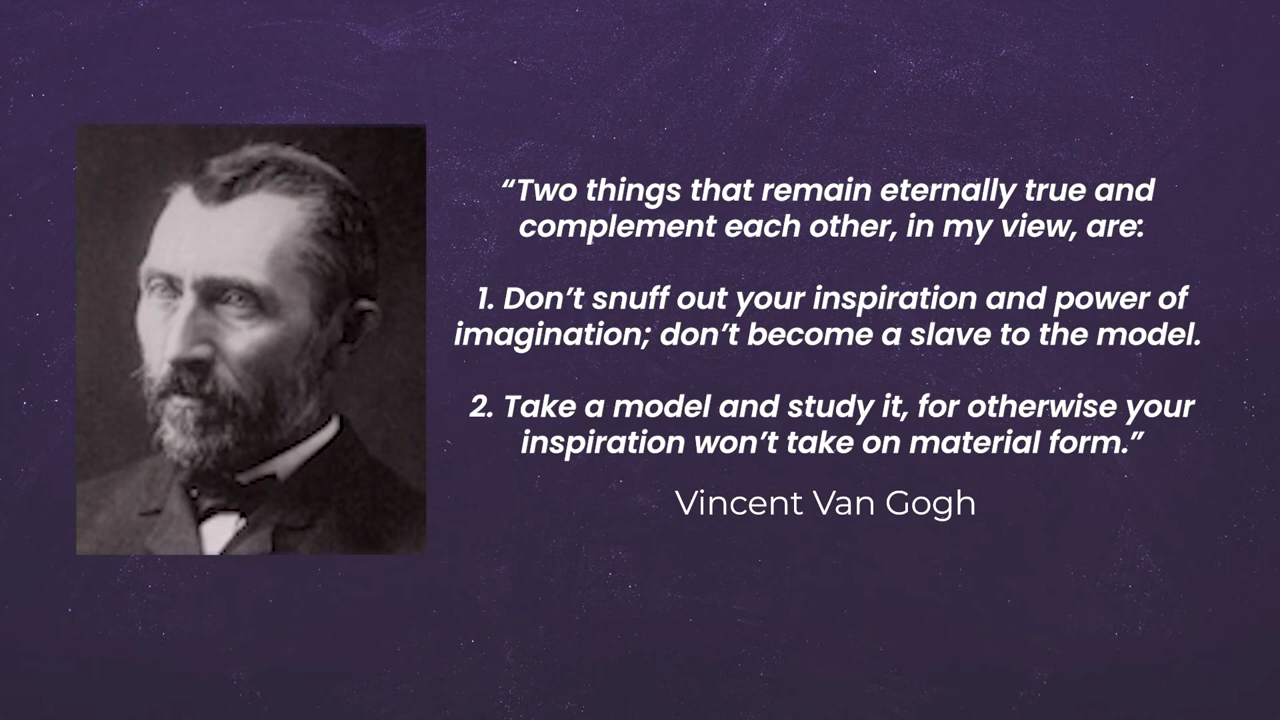 “Two things that remain eternally true and
complement each other, in my view, are:
1. Don’t snuff out your inspiration and power of
imagination; don’t become a slave to the model.
2. Take a model and study it, for otherwise your
inspiration won’t take on material form.”
Vincent Van Gogh